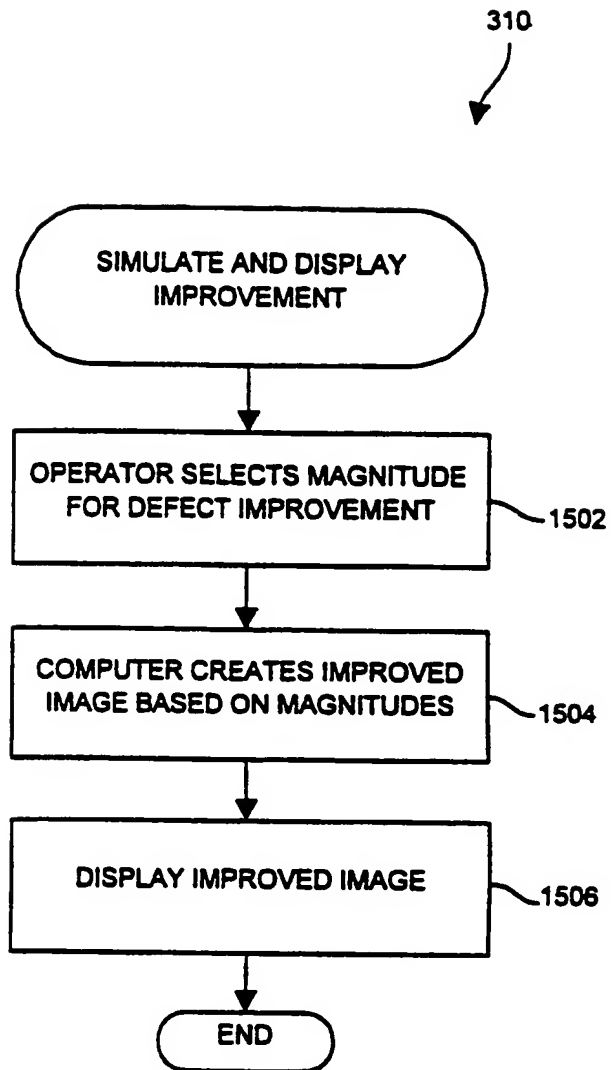 310
SIMULATE AND DISPLAY
IMPROVEMENT
OPERATOR SELECTS MAGNITUDE
FOR DEFECT IMPROVEMENT
1502
COMPUTER CREATES IMPROVED
IMAGE BASED ON MAGNITUDES
1504
DISPLAY IMPROVED IMAGE
1506
END